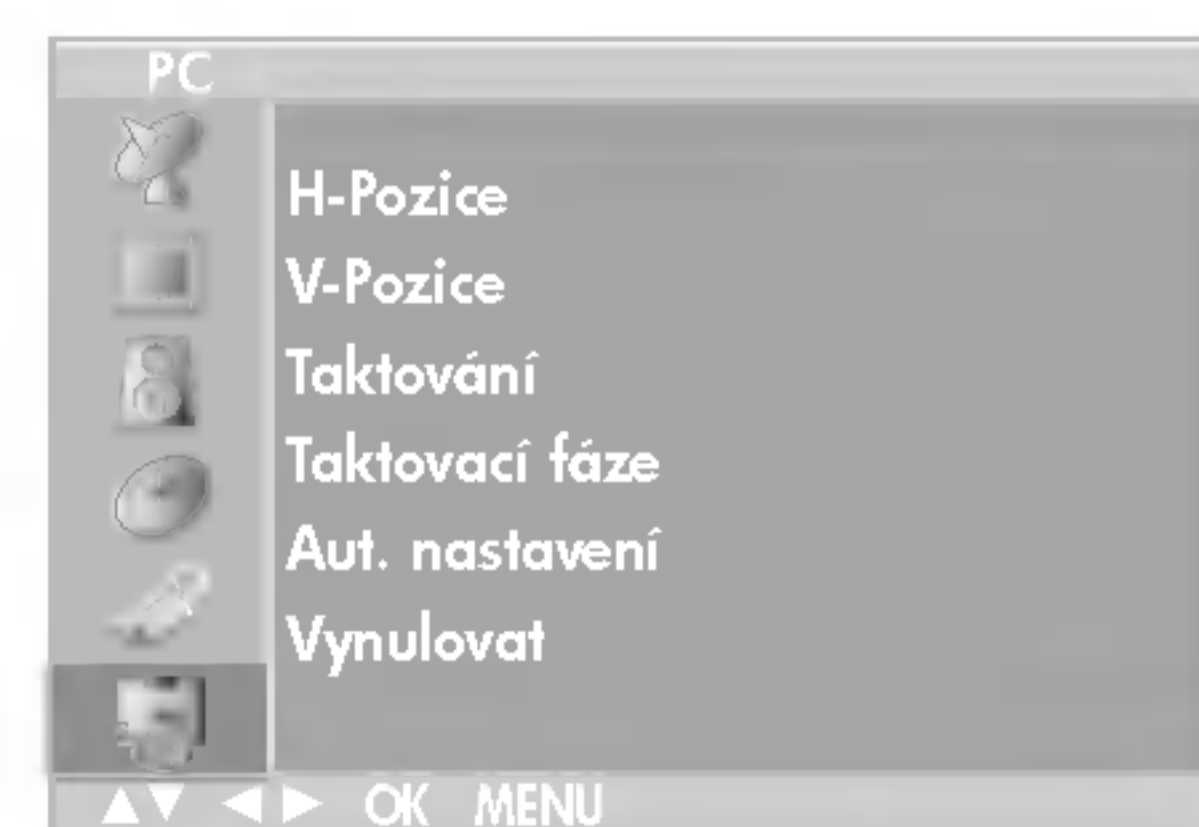 PC
H-Pozice
V-Pozice
Taktování
Taktovací fáze
Aut. nastavení
Vynulovat
▲▼ ◀▶ OK MENU